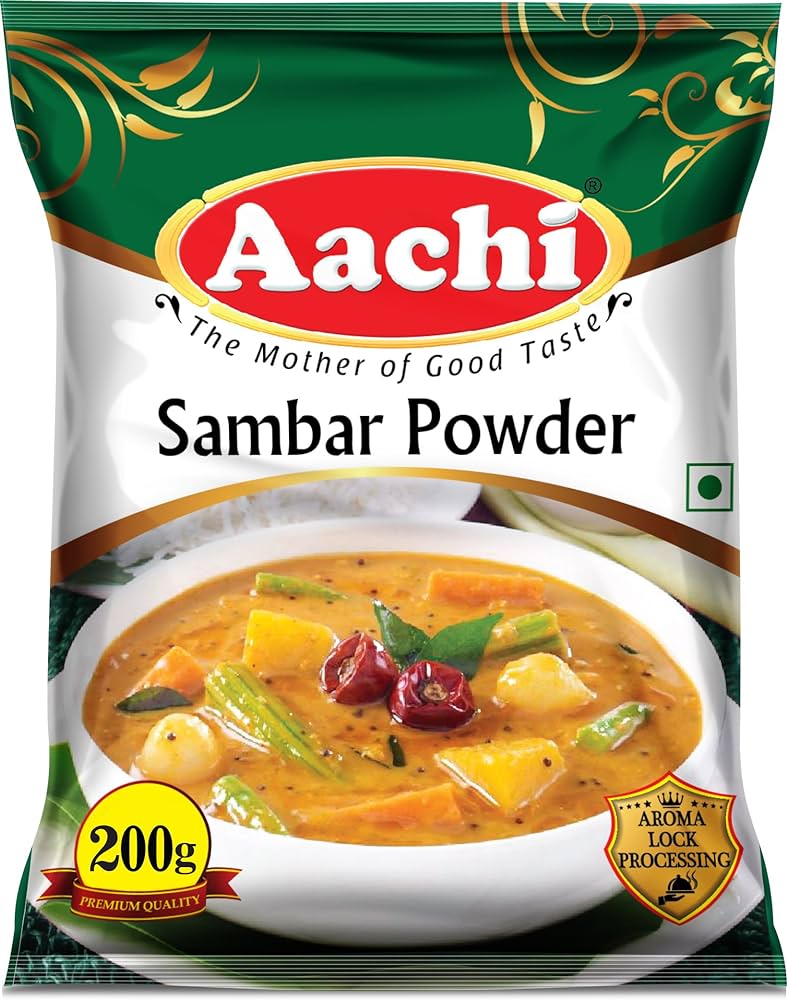 Aachi
®
The Mother of Good Taste
Sambar Powder
200g
PREMIUM QUALITY
AROMA
LOCK
PROCESSING